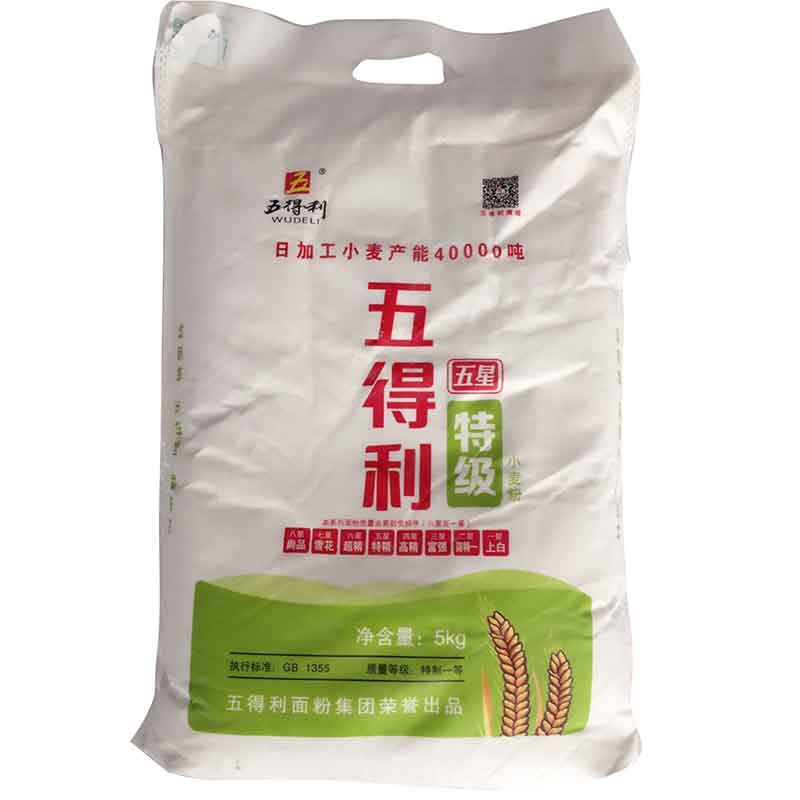 五
®
五得利
WUDELI
日加工小麦产能40000吨
五得利
五星
特级
小麦粉
八星 七星 六星 五星 四星 三星 二星 一星
尚品 雪花 超精 特精 高精 富强 上白
净含量：5kg
执行标准：GB 1355 质量等级：特制一等
五得利面粉集团荣誉出品